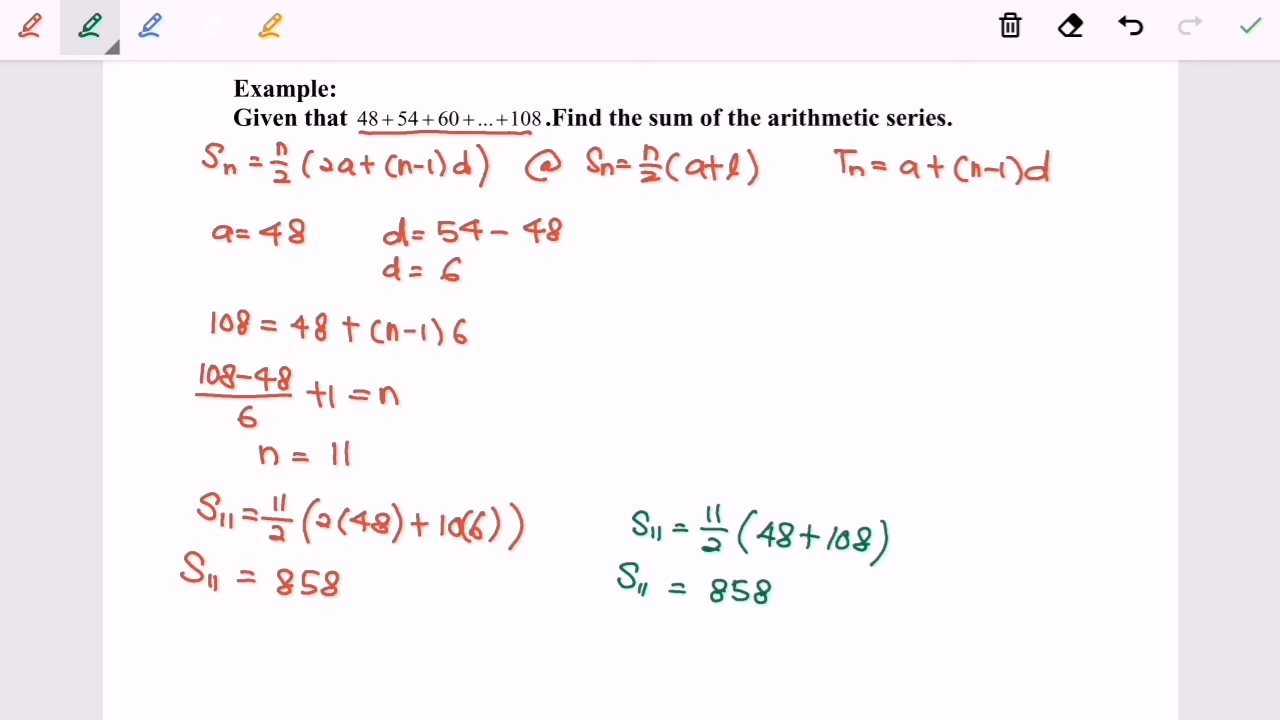 Example:
Given that 48+54+60+...+108 .Find the sum of the arithmetic series.
Sn = n/2 (2a+(n-1)d) @ Sn= n/2 (a+l) Tn = a+(n-1)d
a= 48 d= 54 - 48
d = 6
108 = 48 + (n-1) 6
108-48/6 +1 = n
n = 11
S11 = 11/2 (2(48) + 10(6)) S11 = 11/2 (48+108)
S11 = 858 S11 = 858